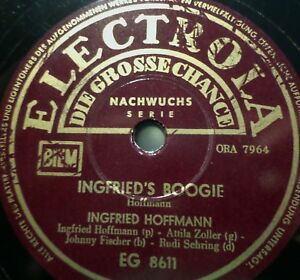 ELECTROLA
DIE GROSSE CHANCE
NACHWUCHS
SERIE
BIEM
ORA 7964
INGFRIED'S BOOGIE
Hoffmann
INGFRIED HOFFMANN
Ingfried Hoffmann (p) - Attila Zoller (g) -
Johnny Fischer (b) - Rudi Sehring (d)
EG 8611